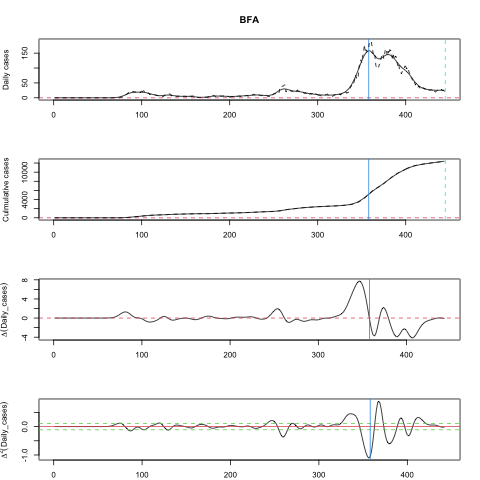 BFA
Daily cases
0 50 150
0 100 200 300 400
Culmulative cases
0 4000 10000
0 100 200 300 400
Δ(Daily_cases)
-4 0 4 8
0 100 200 300 400
Δ²(Daily_cases)
-1.0 0.0
0 100 200 300 400